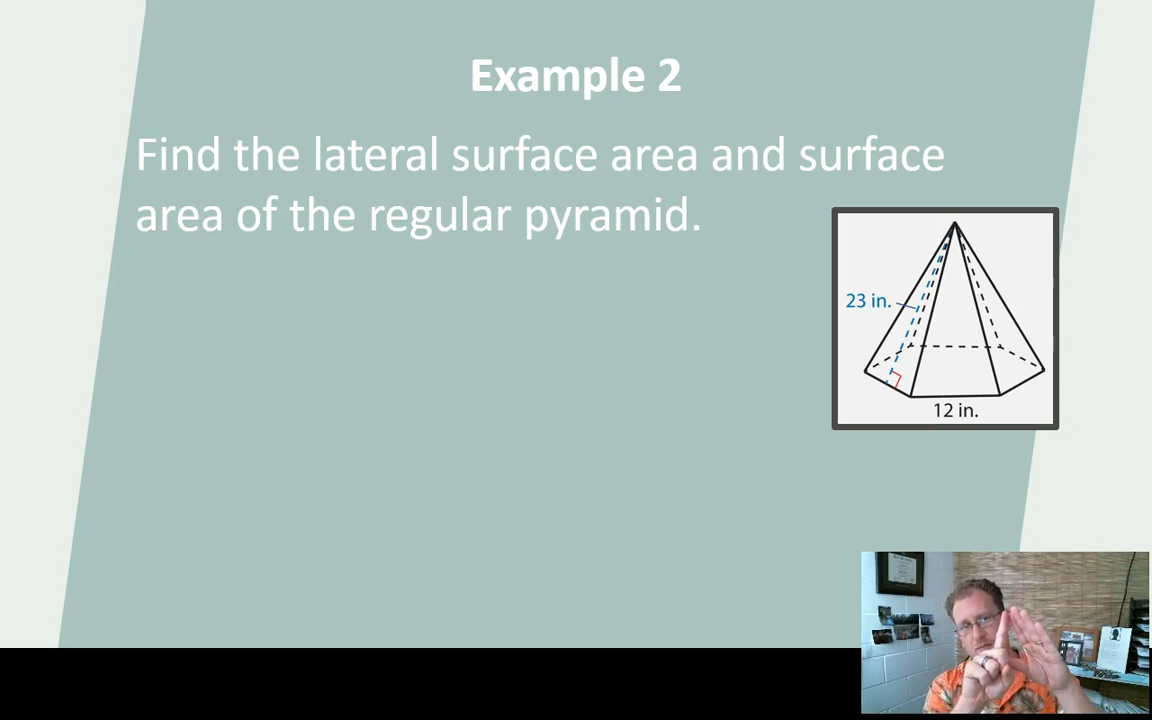 Example 2
Find the lateral surface area and surface
area of the regular pyramid.
23 in.
12 in.